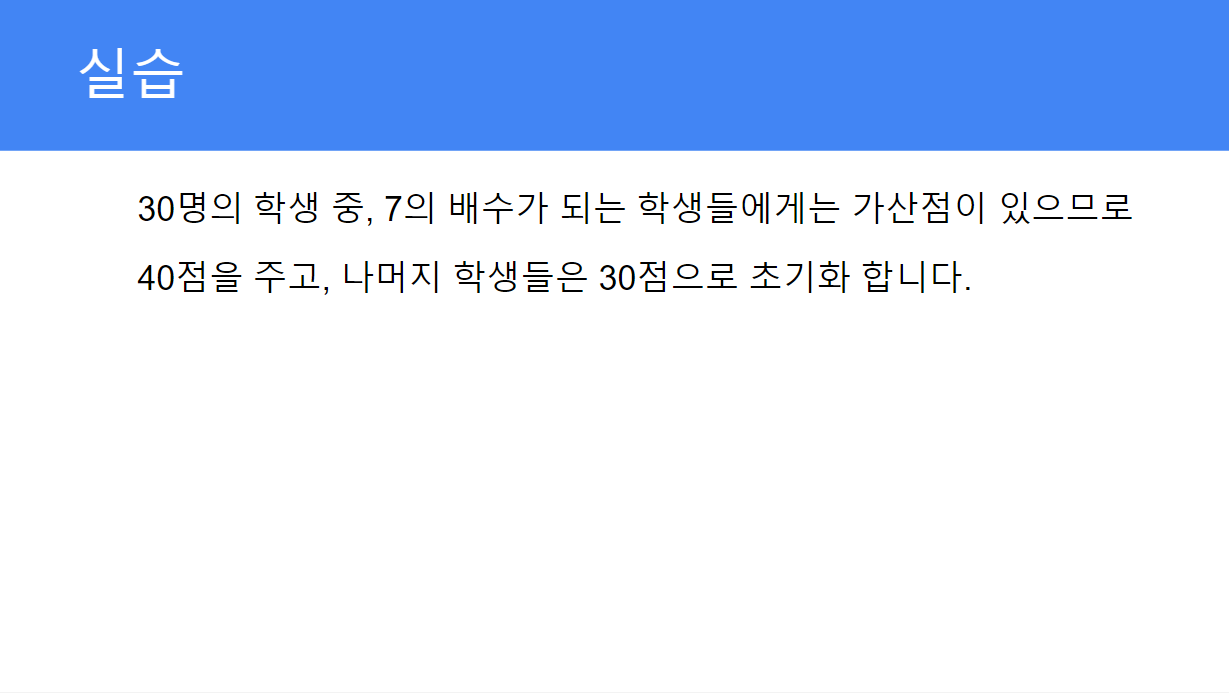 실습
30명의 학생 중, 7의 배수가 되는 학생들에게는 가산점이 있으므로
40점을 주고, 나머지 학생들은 30점으로 초기화 합니다.